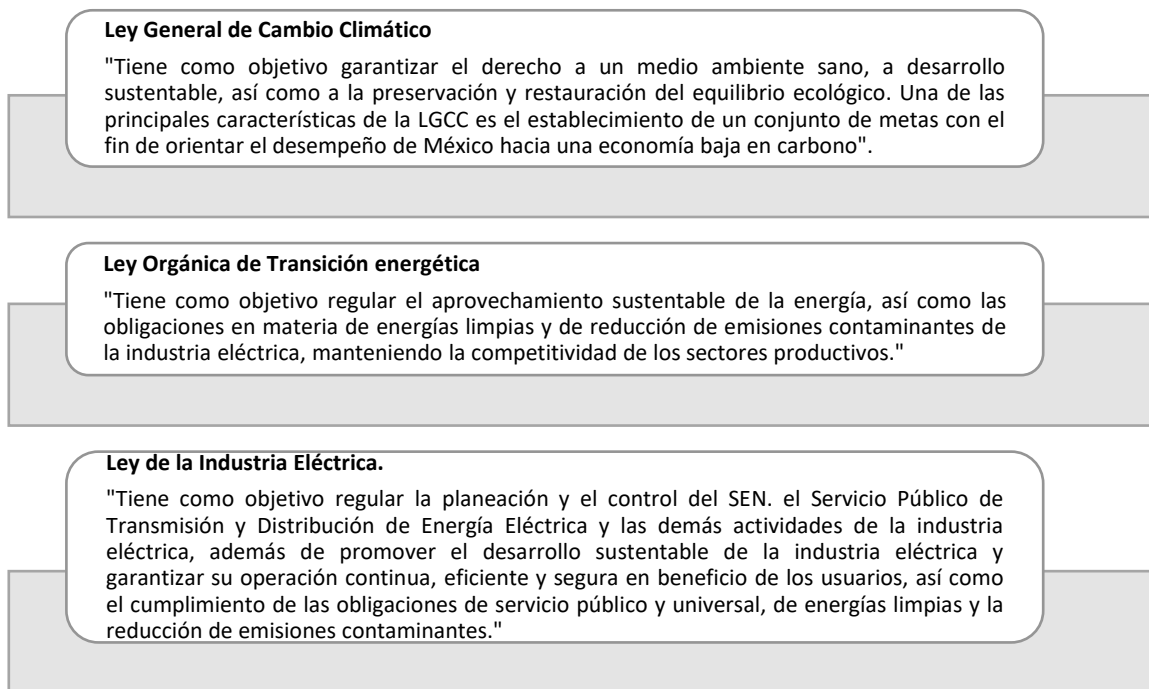 Ley General de Cambio Climático
"Tiene como objetivo garantizar el derecho a un medio ambiente sano, a desarrollo
sustentable, así como a la preservación y restauración del equilibrio ecológico. Una de las
principales características de la LGCC es el establecimiento de un conjunto de metas con el
fin de orientar el desempeño de México hacia una economía baja en carbono".
Ley Orgánica de Transición energética
"Tiene como objetivo regular el aprovechamiento sustentable de la energía, así como las
obligaciones en materia de energías limpias y de reducción de emisiones contaminantes de
la industria eléctrica, manteniendo la competitividad de los sectores productivos."
Ley de la Industria Eléctrica.
"Tiene como objetivo regular la planeación y el control del SEN. el Servicio Público de
Transmisión y Distribución de Energía Eléctrica y las demás actividades de la industria
eléctrica, además de promover el desarrollo sustentable de la industria eléctrica y
garantizar su operación continua, eficiente y segura en beneficio de los usuarios, así como
el cumplimiento de las obligaciones de servicio público y universal, de energías limpias y la
reducción de emisiones contaminantes."